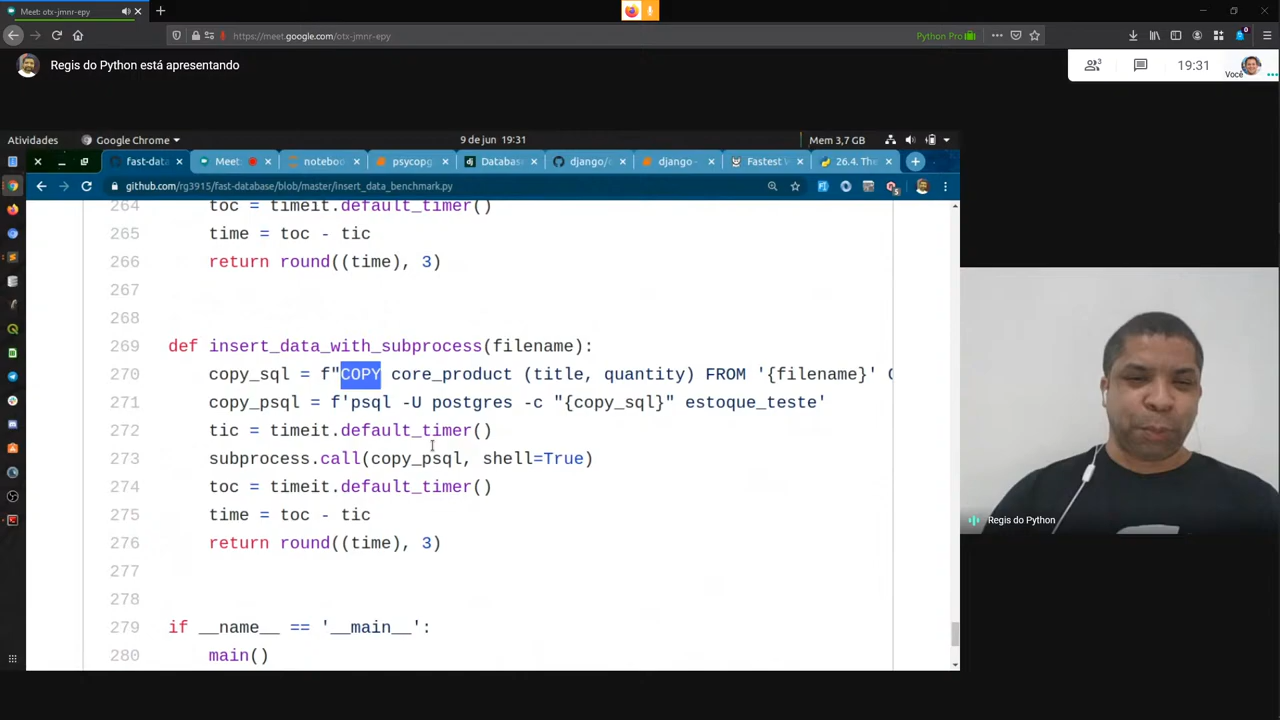 Meet: otx-jmnr-epy
https://meet.google.com/otx-jmnr-epy
Python Pro
Regis do Python está apresentando
3
19:31
Você
Atividades
Google Chrome
9 de jun 19:31
Mem 3,7 GB
fast-data
Meet:
notebo
psycopg
Databas
django/
django-
Fastest
26.4. The
github.com/rg3915/fast-database/blob/master/insert_data_benchmark.py
264 toc = timeit.default_timer()
265 time = toc - tic
266 return round((time), 3)
267
268
269 def insert_data_with_subprocess(filename):
270 copy_sql = f"COPY core_product (title, quantity) FROM '{filename}'
271 copy_psql = f'psql -U postgres -c "{copy_sql}" estoque_teste'
272 tic = timeit.default_timer()
273 subprocess.call(copy_psql, shell=True)
274 toc = timeit.default_timer()
275 time = toc - tic
276 return round((time), 3)
277
278
279 if __name__ == '__main__':
280 main()
Regis do Python